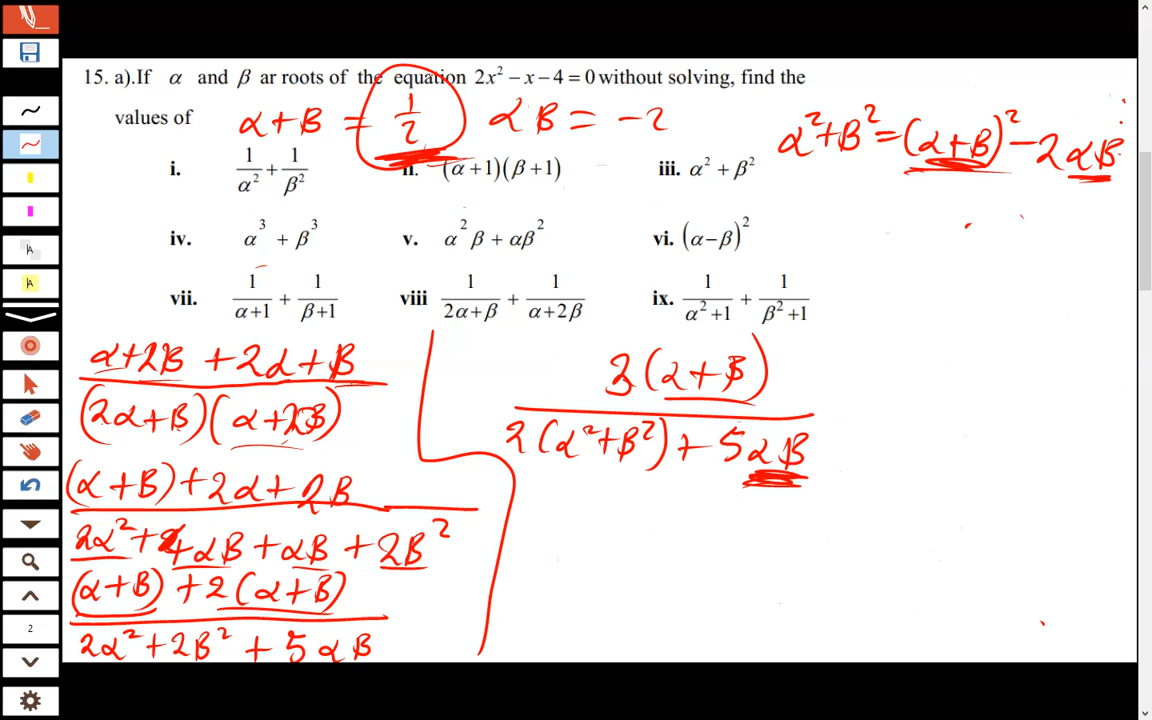 15. a).If α and β ar roots of the equation 2x² − x − 4 = 0 without solving, find the
values of α+β = 1/2 αβ = −2
α²+β² = (α+β)² − 2αβ
i. 1/α² + 1/β² ii. (α+1)(β+1) iii. α² + β²
iv. α³ + β³ v. α²β + αβ² vi. (α−β)²
vii. 1/(α+1) + 1/(β+1) viii 1/(2α+β) + 1/(α+2β) ix. 1/(α²+1) + 1/(β²+1)
α+2β +2α+β
(2α+β)(α+2β)
(α+β)+2α+2β
2α²+4αβ+αβ+2β²
(α+β)+2(α+β)
2α²+2β²+5αβ
3(α+β)
2(α²+β²)+5αβ
2